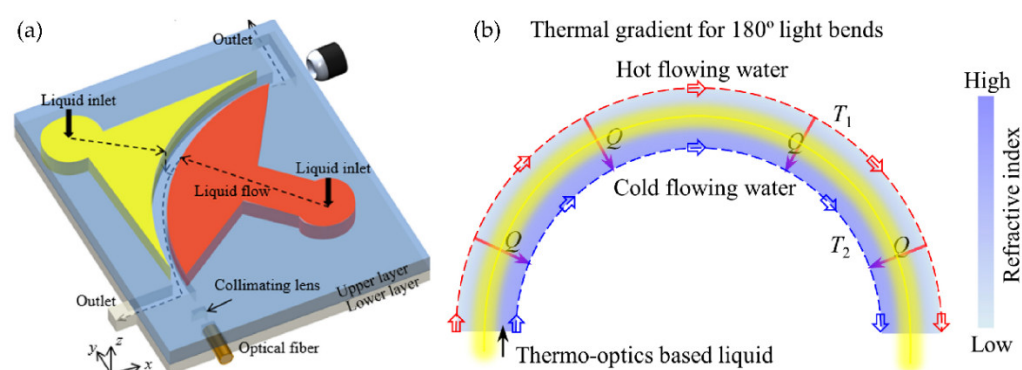 (a)
Outlet
Liquid inlet
Liquid inlet
Liquid flow
Collimating lens
Upper layer
Lower layer
Outlet
Optical fiber
z
y
x
(b) Thermal gradient for 180º light bends
Hot flowing water
T1
Q
Q
Cold flowing water
Q
T2
Q
Thermo-optics based liquid
High
Refractive index
Low